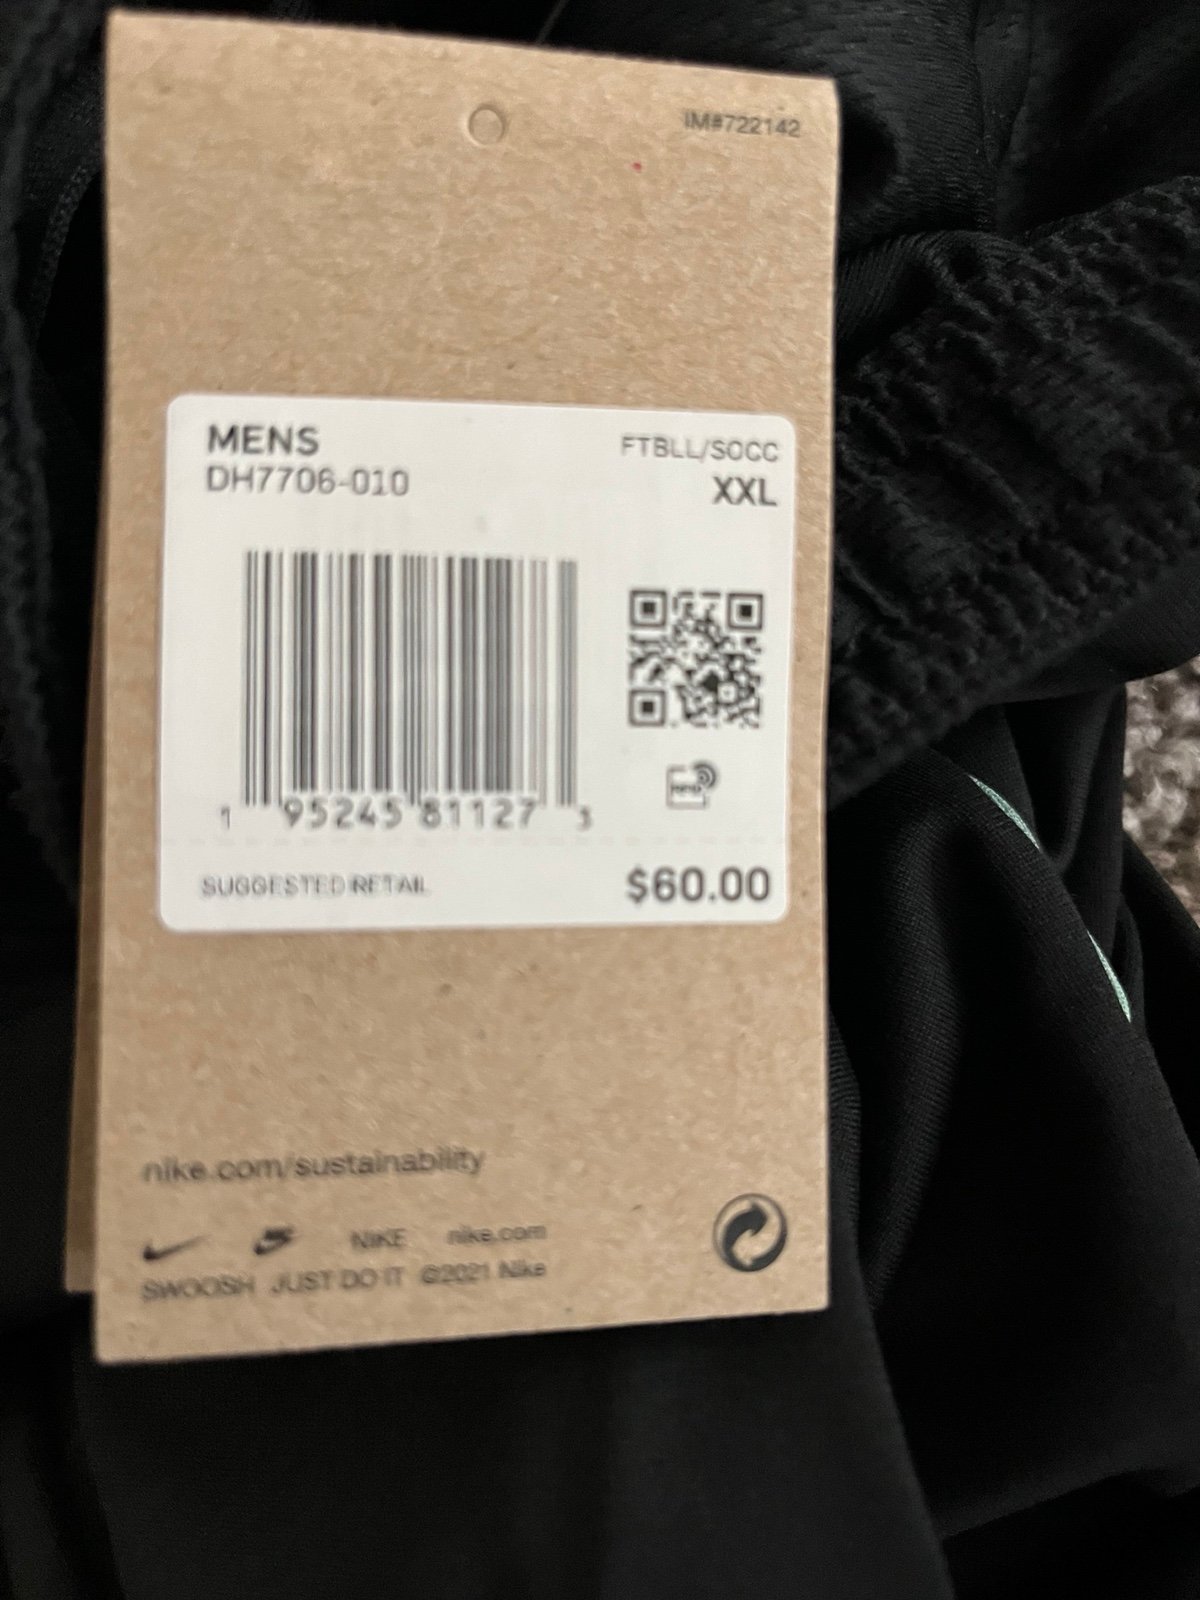 IM#722142
MENS
FTBLL/SOCC
DH7706-010
XXL
1 95245 81127 3
SUGGESTED RETAIL
$60.00
nike.com/sustainability
NIKE nike.com
SWOOSH JUST DO IT ©2021 Nike